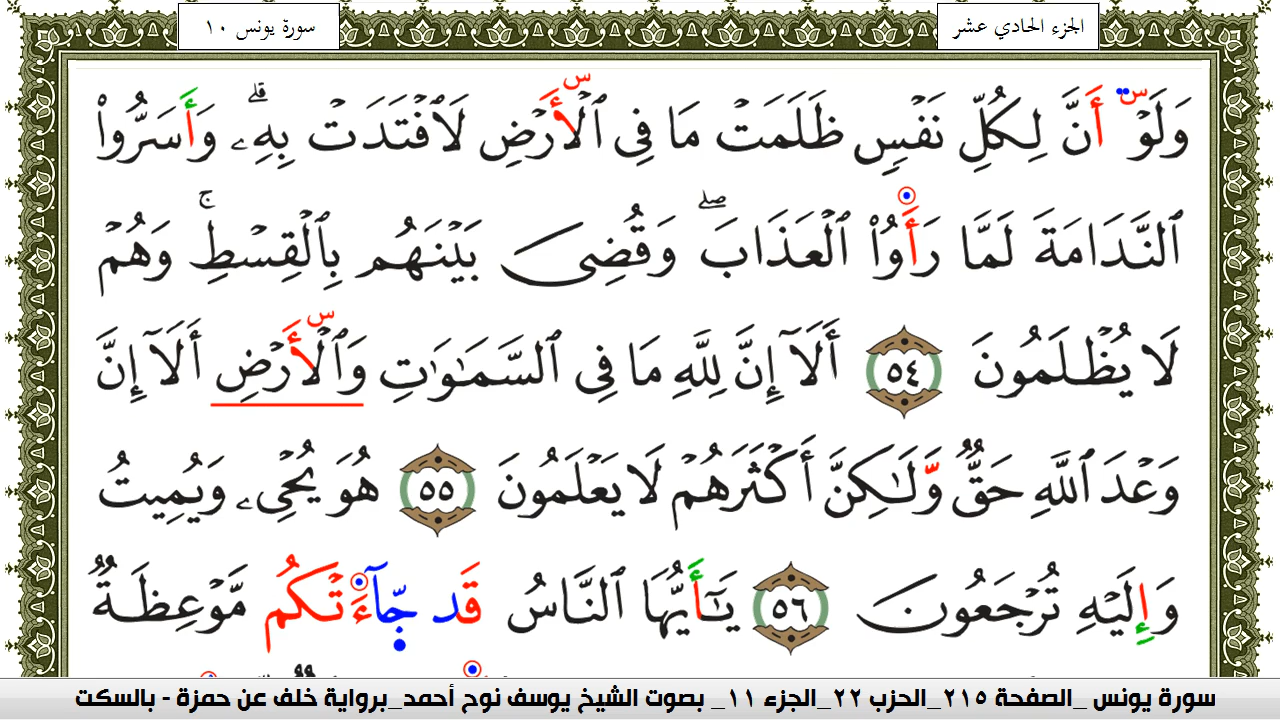 الجزء الحادي عشر
سورة يونس ١٠
وَلَوۡ أَنَّ لِكُلِّ نَفۡسٖ ظَلَمَتۡ مَا فِي ٱلۡأَرۡضِ لَٱفۡتَدَتۡ بِهِۦۗ وَأَسَرُّواْ
ٱلنَّدَامَةَ لَمَّا رَأَوُاْ ٱلۡعَذَابَۖ وَقُضِيَ بَيۡنَهُم بِٱلۡقِسۡطِۚ وَهُمۡ
لَا يُظۡلَمُونَ ٥٤ أَلَآ إِنَّ لِلَّهِ مَا فِي ٱلسَّمَٰوَٰتِ وَٱلۡأَرۡضِ أَلَآ إِنَّ
وَعۡدَ ٱللَّهِ حَقّٞ وَّلَٰكِنَّ أَكۡثَرَهُمۡ لَا يَعۡلَمُونَ ٥٥ هُوَ يُحۡيِۦ وَيُمِيتُ
وَإِلَيۡهِ تُرۡجَعُونَ ٥٦ يَٰٓأَيُّهَا ٱلنَّاسُ قَد جَّآءَتۡكُم مَّوۡعِظَةٞ
سورة يونس _الصفحة ٢١٥_الحزب ٢٢_الجزء ١١_ بصوت الشيخ يوسف نوح أحمد_برواية خلف عن حمزة - بالسكت